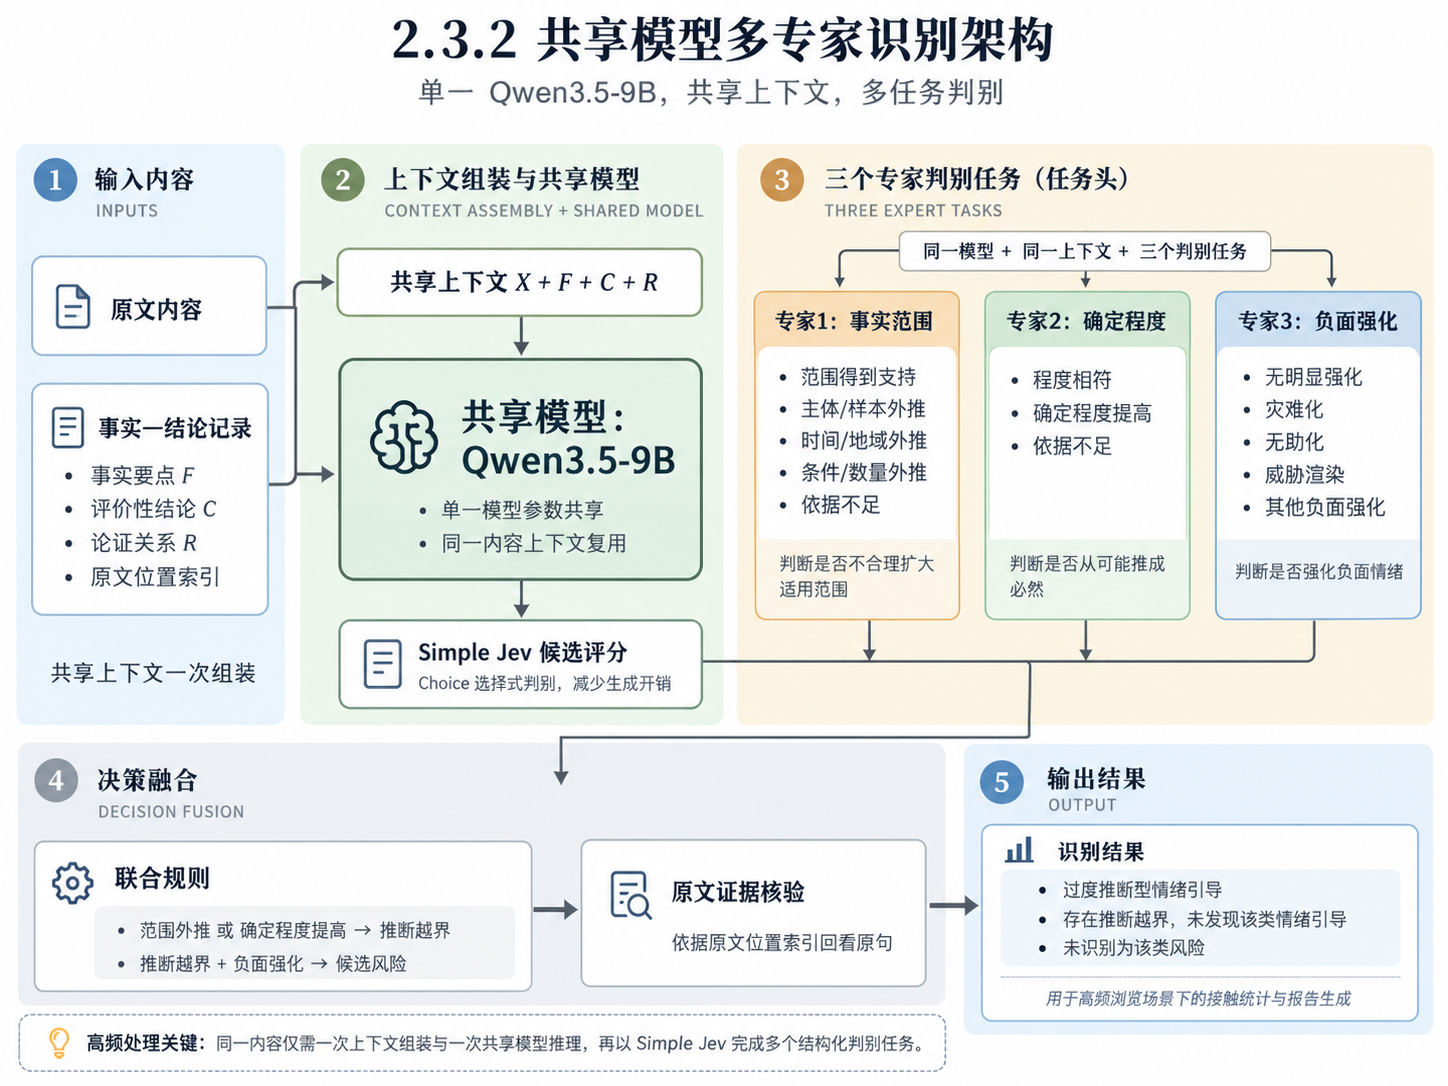 2.3.2 共享模型多专家识别架构
单一 Qwen3.5-9B，共享上下文，多任务判别
1 输入内容
INPUTS
原文内容
事实—结论记录
• 事实要点 F
• 评价性结论 C
• 论证关系 R
• 原文位置索引
共享上下文一次组装
2 上下文组装与共享模型
CONTEXT ASSEMBLY + SHARED MODEL
共享上下文 X + F + C + R
共享模型：
Qwen3.5-9B
• 单一模型参数共享
• 同一内容上下文复用
Simple Jev 候选评分
Choice 选择式判别，减少生成开销
3 三个专家判别任务（任务头）
THREE EXPERT TASKS
同一模型 + 同一上下文 + 三个判别任务
专家1：事实范围
• 范围得到支持
• 主体/样本外推
• 时间/地域外推
• 条件/数量外推
• 依据不足
判断是否不合理扩大
适用范围
专家2：确定程度
• 程度相符
• 确定程度提高
• 依据不足
判断是否从可能推成
必然
专家3：负面强化
• 无明显强化
• 灾难化
• 无助化
• 威胁渲染
• 其他负面强化
判断是否强化负面情绪
4 决策融合
DECISION FUSION
联合规则
• 范围外推 或 确定程度提高 → 推断越界
• 推断越界 + 负面强化 → 候选风险
原文证据核验
依据原文位置索引回看原句
5 输出结果
OUTPUT
识别结果
• 过度推断型情绪引导
• 存在推断越界，未发现该类情绪引导
• 未识别为该类风险
用于高频浏览场景下的接触统计与报告生成
高频处理关键：同一内容仅需一次上下文组装与一次共享模型推理，再以 Simple Jev 完成多个结构化判别任务。